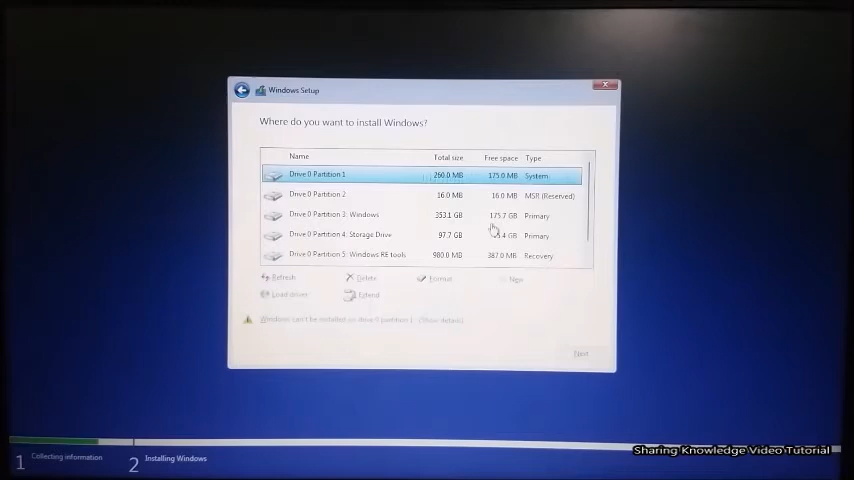 Windows Setup
Where do you want to install Windows?
Name Total size Free space Type
Drive 0 Partition 1 260.0 MB 175.0 MB System
Drive 0 Partition 2 16.0 MB 16.0 MB MSR (Reserved)
Drive 0 Partition 3: Windows 353.1 GB 175.7 GB Primary
Drive 0 Partition 4: Storage Drive 97.7 GB GB Primary
Drive 0 Partition 5: Windows RE tools 980.0 MB 387.0 MB Recovery
Refresh Delete Format New
Load driver Extend
Windows can't be installed on drive 0 partition 1. (Show details)
Next
1 Collecting information 2 Installing Windows
Sharing Knowledge Video Tutorial